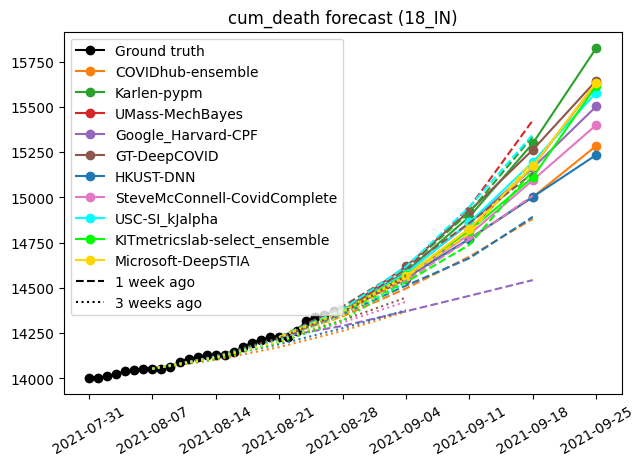 cum_death forecast (18_IN)
15750
15500
15250
15000
14750
14500
14250
14000
Ground truth
COVIDhub-ensemble
Karlen-pypm
UMass-MechBayes
Google_Harvard-CPF
GT-DeepCOVID
HKUST-DNN
SteveMcConnell-CovidComplete
USC-SI_kJalpha
KITmetricslab-select_ensemble
Microsoft-DeepSTIA
1 week ago
3 weeks ago
2021-07-31
2021-08-07
2021-08-14
2021-08-21
2021-08-28
2021-09-04
2021-09-11
2021-09-18
2021-09-25